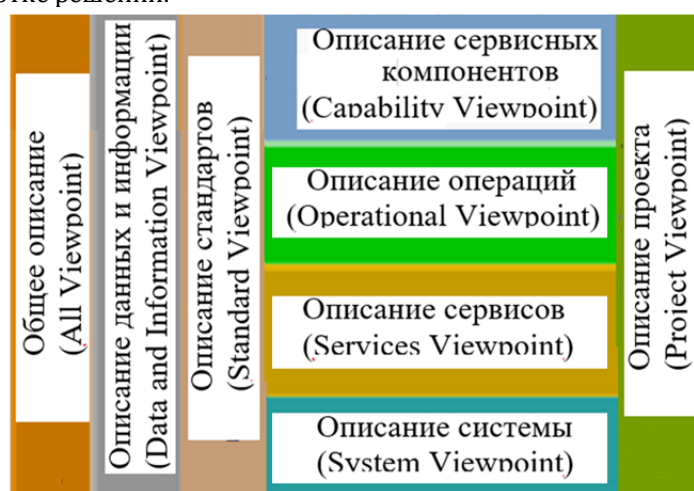 решений.
Общее описание
(All Viewpoint)
Описание данных и информации
(Data and Information Viewpoint)
Описание стандартов
(Standard Viewpoint)
Описание сервисных
компонентов
(Capability Viewpoint)
Описание операций
(Operational Viewpoint)
Описание сервисов
(Services Viewpoint)
Описание системы
(System Viewpoint)
Описание проекта
(Project Viewpoint)